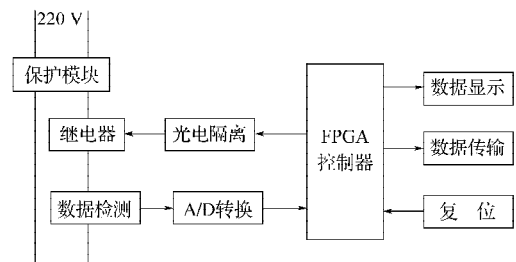 220 V
保护模块
继电器
光电隔离
FPGA
控制器
数据显示
数据传输
数据检测
A/D转换
复 位